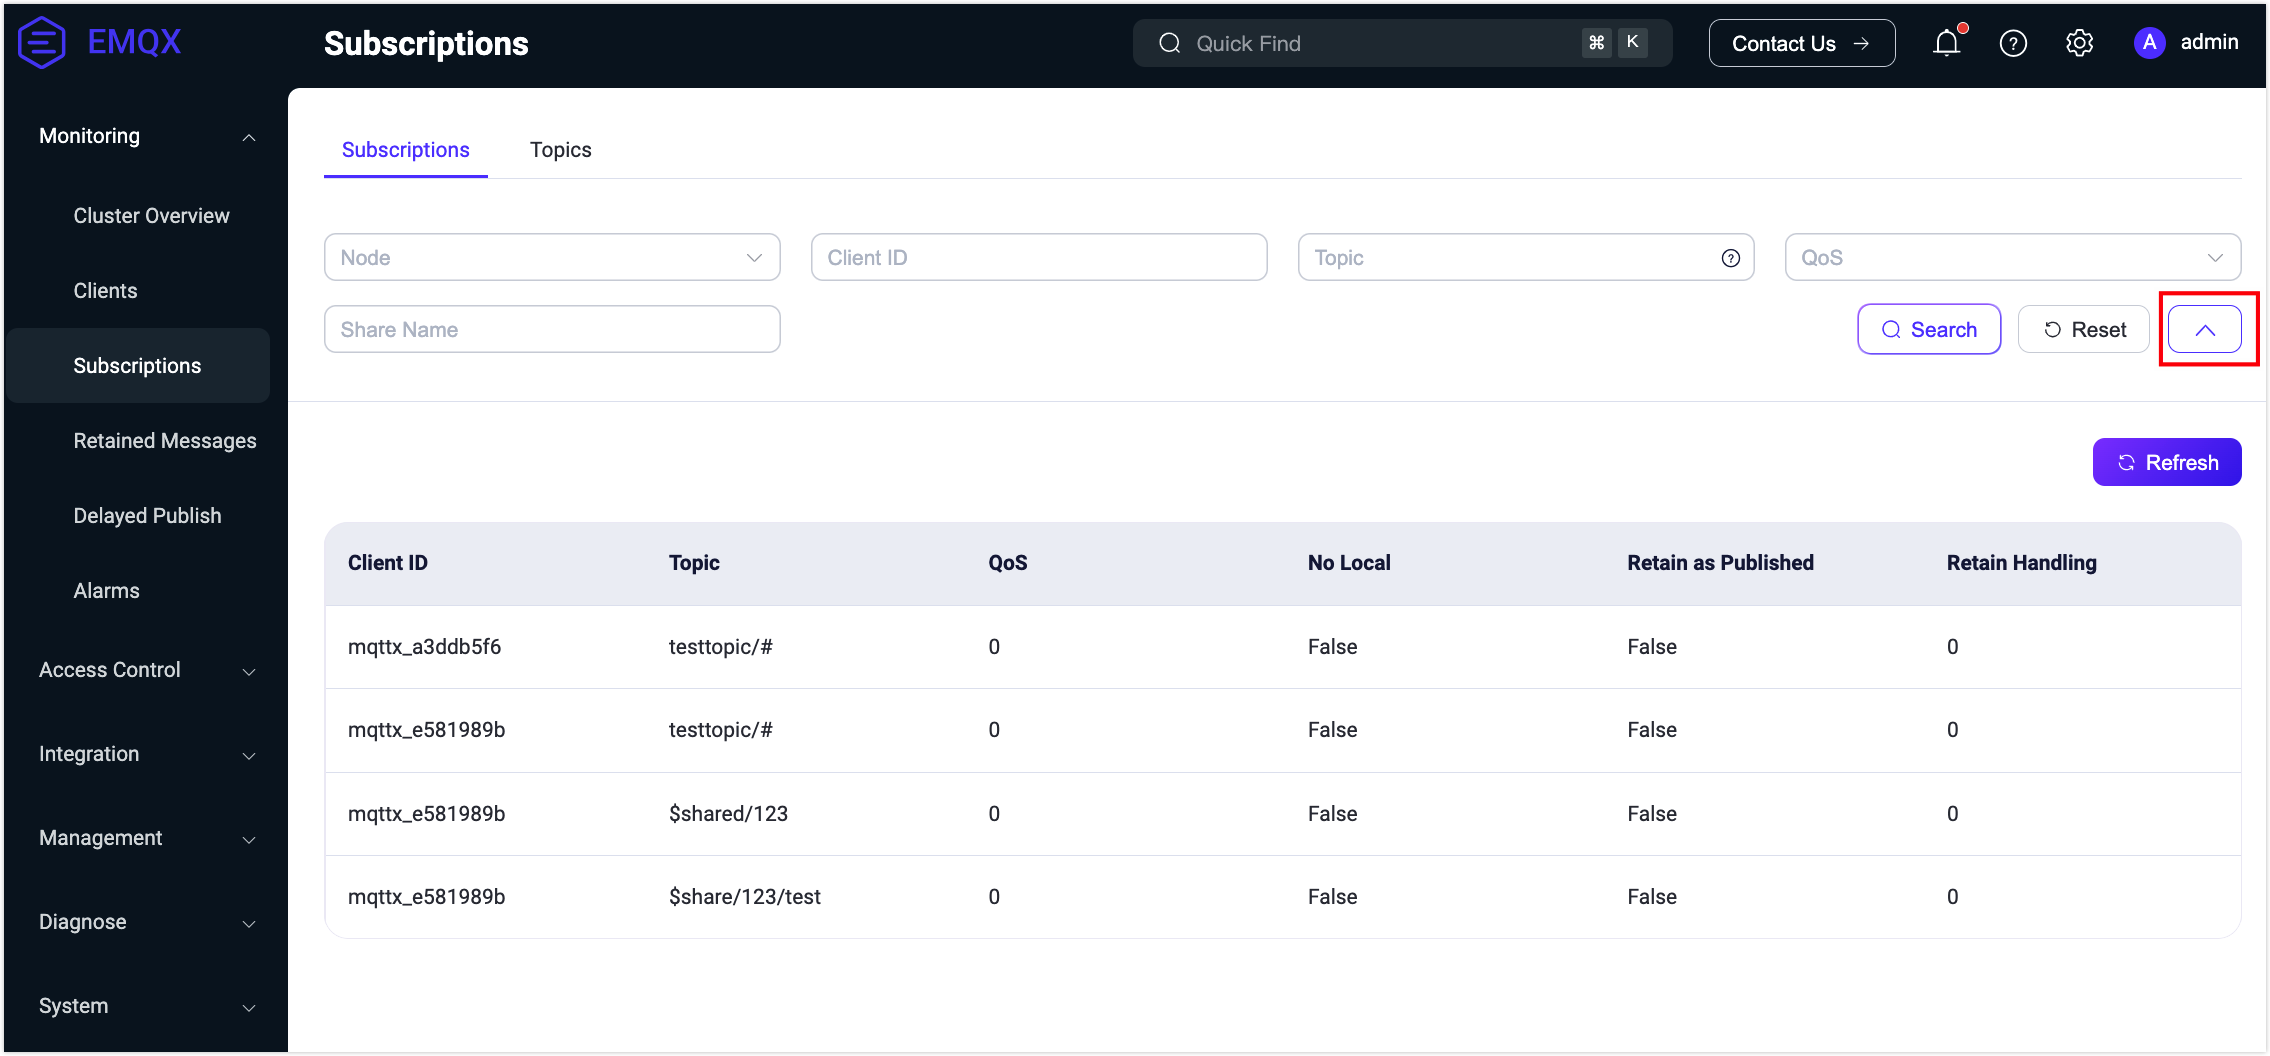 EMQX
Subscriptions
Quick Find
⌘ K
Contact Us →
A admin
Monitoring
Cluster Overview
Clients
Subscriptions
Retained Messages
Delayed Publish
Alarms
Access Control
Integration
Management
Diagnose
System
Subscriptions Topics
Node Client ID Topic QoS
Share Name Search Reset
Refresh
Client ID Topic QoS No Local Retain as Published Retain Handling
mqttx_a3ddb5f6 testtopic/# 0 False False 0
mqttx_e581989b testtopic/# 0 False False 0
mqttx_e581989b $shared/123 0 False False 0
mqttx_e581989b $share/123/test 0 False False 0